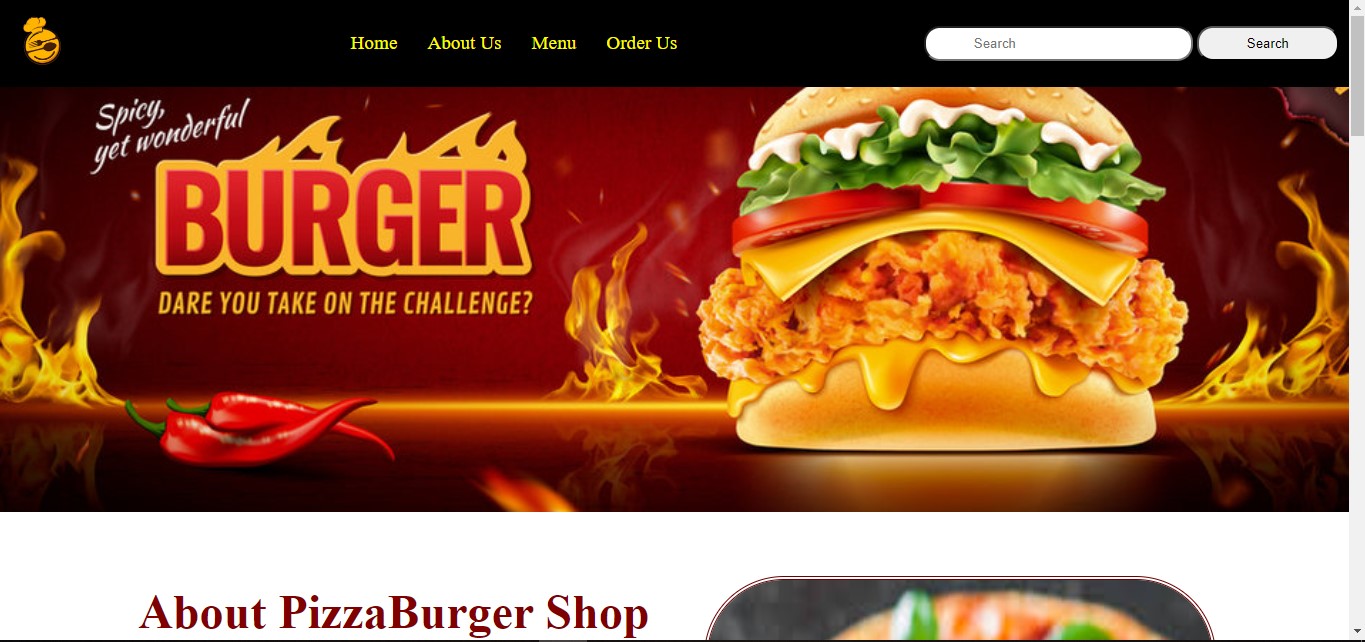 Home About Us Menu Order Us Search Search
Spicy,
yet wonderful
BURGER
DARE YOU TAKE ON THE CHALLENGE?
About PizzaBurger Shop